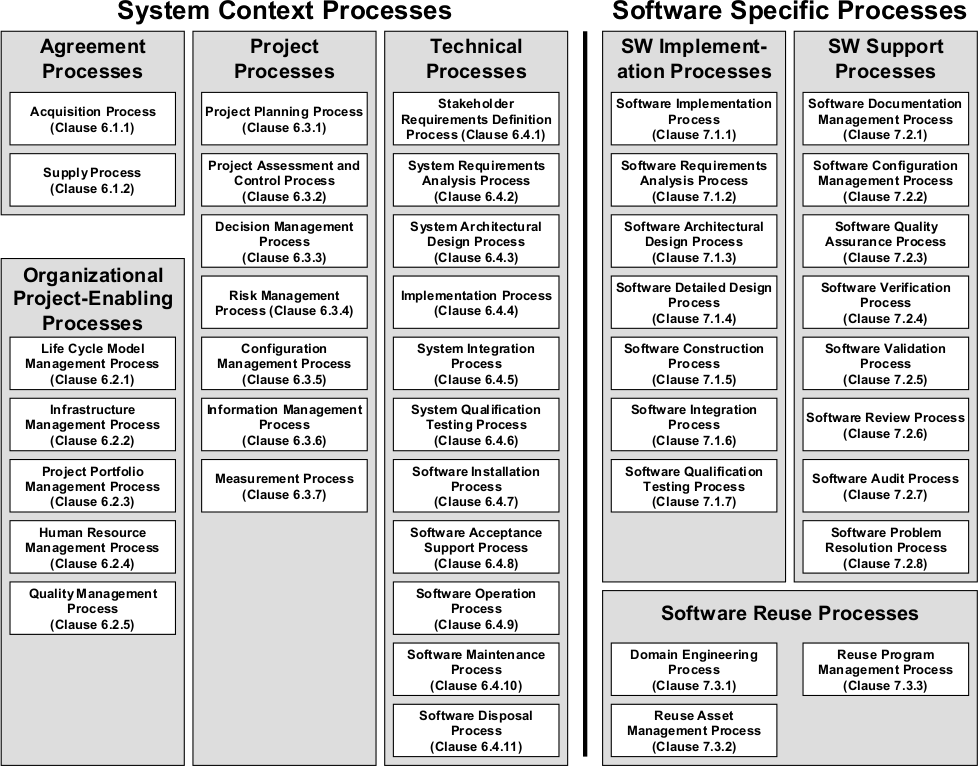 System Context Processes
Software Specific Processes
Agreement
Processes
Acquisition Process
(Clause 6.1.1)
Supply Process
(Clause 6.1.2)
Organizational
Project-Enabling
Processes
Life Cycle Model
Management Process
(Clause 6.2.1)
Infrastructure
Management Process
(Clause 6.2.2)
Project Portfolio
Management Process
(Clause 6.2.3)
Human Resource
Management Process
(Clause 6.2.4)
Quality Management
Process
(Clause 6.2.5)
Project
Processes
Project Planning Process
(Clause 6.3.1)
Project Assessment and
Control Process
(Clause 6.3.2)
Decision Management
Process
(Clause 6.3.3)
Risk Management
Process (Clause 6.3.4)
Configuration
Management Process
(Clause 6.3.5)
Information Management
Process
(Clause 6.3.6)
Measurement Process
(Clause 6.3.7)
Technical
Processes
Stakeholder
Requirements Definition
Process (Clause 6.4.1)
System Requirements
Analysis Process
(Clause 6.4.2)
System Architectural
Design Process
(Clause 6.4.3)
Implementation Process
(Clause 6.4.4)
System Integration
Process
(Clause 6.4.5)
System Qualification
Testing Process
(Clause 6.4.6)
Software Installation
Process
(Clause 6.4.7)
Software Acceptance
Support Process
(Clause 6.4.8)
Software Operation
Process
(Clause 6.4.9)
Software Maintenance
Process
(Clause 6.4.10)
Software Disposal
Process
(Clause 6.4.11)
SW Implement-
ation Processes
Software Implementation
Process
(Clause 7.1.1)
Software Requirements
Analysis Process
(Clause 7.1.2)
Software Architectural
Design Process
(Clause 7.1.3)
Software Detailed Design
Process
(Clause 7.1.4)
Software Construction
Process
(Clause 7.1.5)
Software Integration
Process
(Clause 7.1.6)
Software Qualification
Testing Process
(Clause 7.1.7)
SW Support
Processes
Software Documentation
Management Process
(Clause 7.2.1)
Software Configuration
Management Process
(Clause 7.2.2)
Software Quality
Assurance Process
(Clause 7.2.3)
Software Verification
Process
(Clause 7.2.4)
Software Validation
Process
(Clause 7.2.5)
Software Review Process
(Clause 7.2.6)
Software Audit Process
(Clause 7.2.7)
Software Problem
Resolution Process
(Clause 7.2.8)
Software Reuse Processes
Domain Engineering
Process
(Clause 7.3.1)
Reuse Asset
Management Process
(Clause 7.3.2)
Reuse Program
Management Process
(Clause 7.3.3)